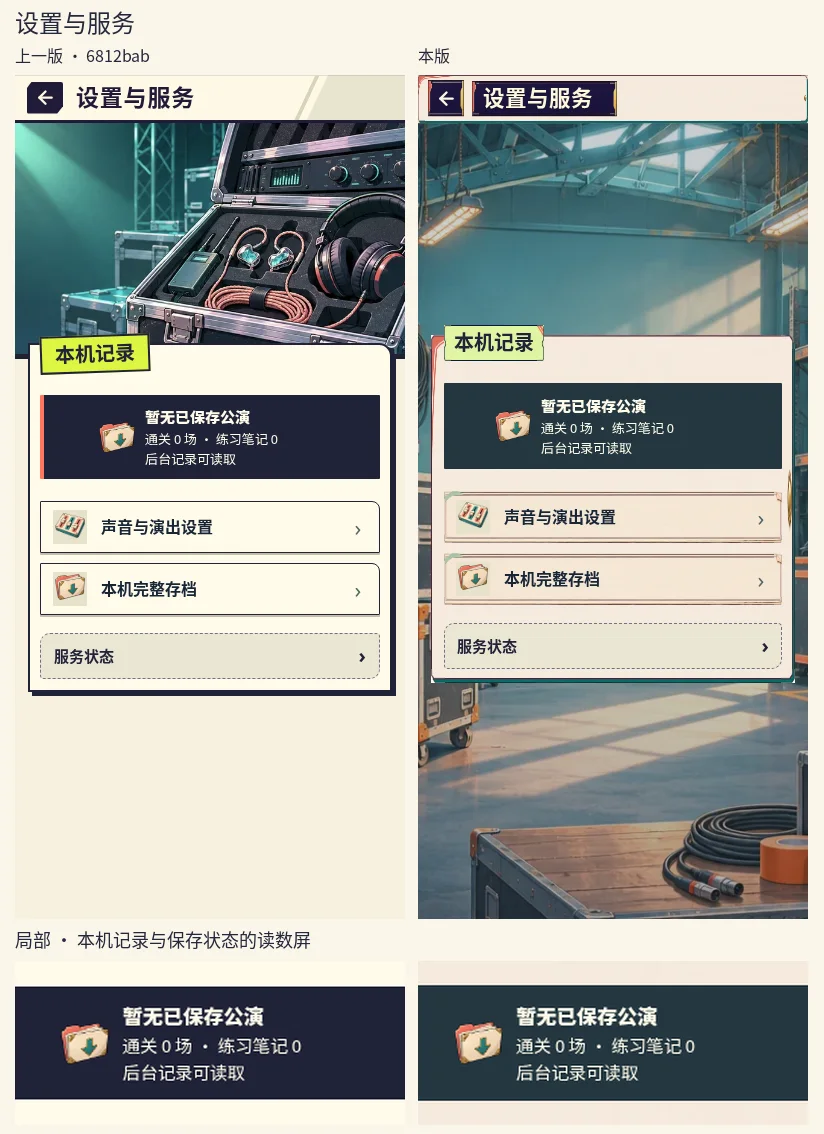 设置与服务
上一版 · 6812bab
本版
设置与服务
本机记录
暂无已保存公演
通关 0 场 · 练习笔记 0
后台记录可读取
声音与演出设置
本机完整存档
服务状态
设置与服务
本机记录
暂无已保存公演
通关 0 场 · 练习笔记 0
后台记录可读取
声音与演出设置
本机完整存档
服务状态
局部 · 本机记录与保存状态的读数屏
暂无已保存公演
通关 0 场 · 练习笔记 0
后台记录可读取
暂无已保存公演
通关 0 场 · 练习笔记 0
后台记录可读取